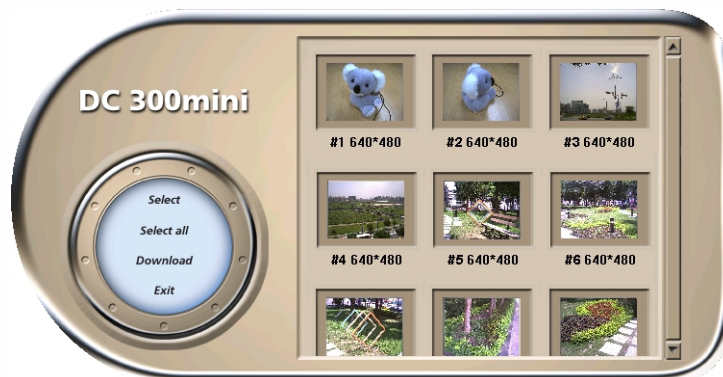 DC 300mini
Select
Select all
Download
Exit
#1 640*480
#2 640*480
#3 640*480
#4 640*480
#5 640*480
#6 640*480